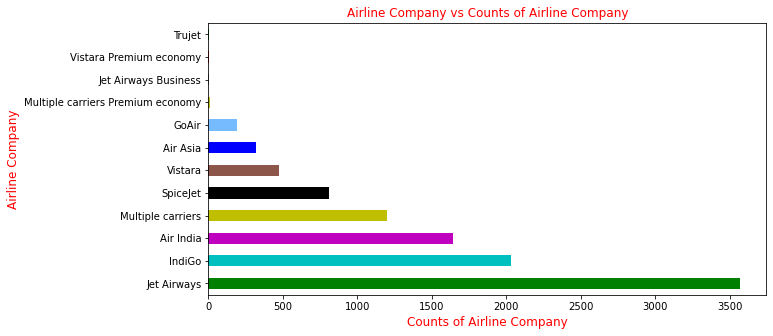 Airline Company vs Counts of Airline Company
Trujet
Vistara Premium economy
Jet Airways Business
Multiple carriers Premium economy
GoAir
Air Asia
Vistara
SpiceJet
Multiple carriers
Air India
IndiGo
Jet Airways
Airline Company
0 500 1000 1500 2000 2500 3000 3500
Counts of Airline Company